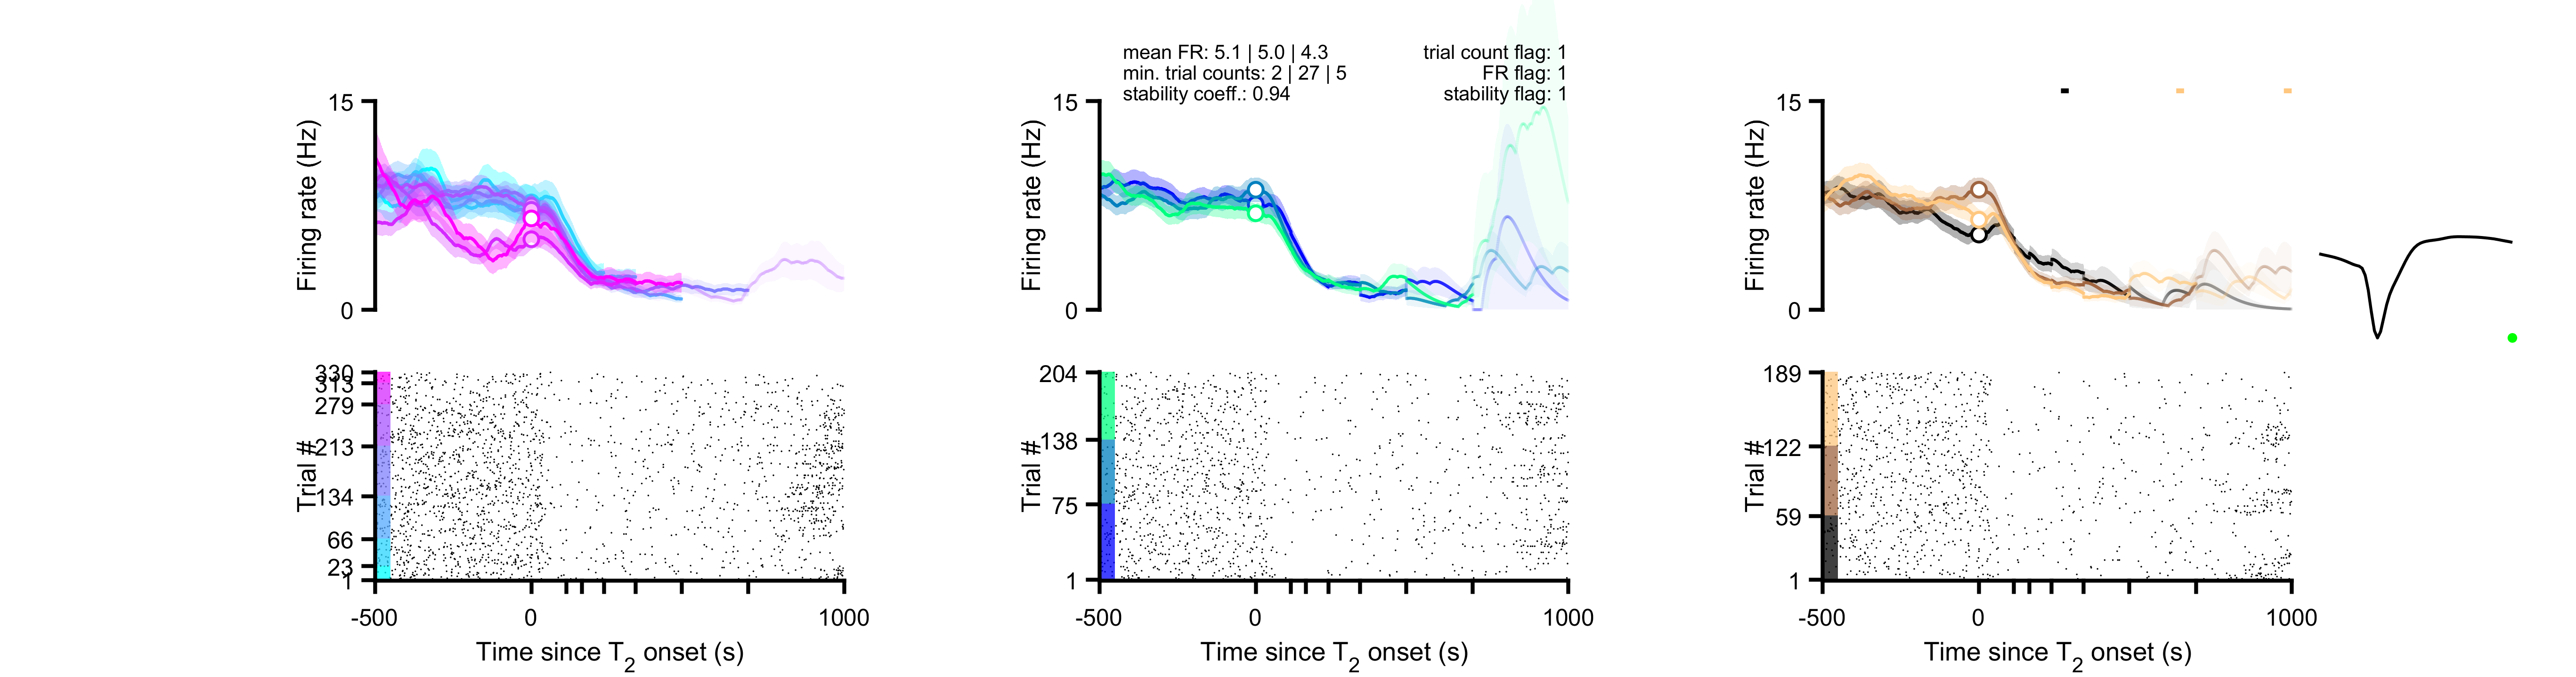 mean FR: 5.1 | 5.0 | 4.3
min. trial counts: 2 | 27 | 5
stability coeff.: 0.94
trial count flag: 1
FR flag: 1
stability flag: 1
Firing rate (Hz)
15
0
Firing rate (Hz)
15
0
Firing rate (Hz)
15
0
Trial #
330
313
279
213
134
66
23
1
-500
0
1000
Time since T2 onset (s)
Trial #
204
138
75
1
-500
0
1000
Time since T2 onset (s)
Trial #
189
122
59
1
-500
0
1000
Time since T2 onset (s)